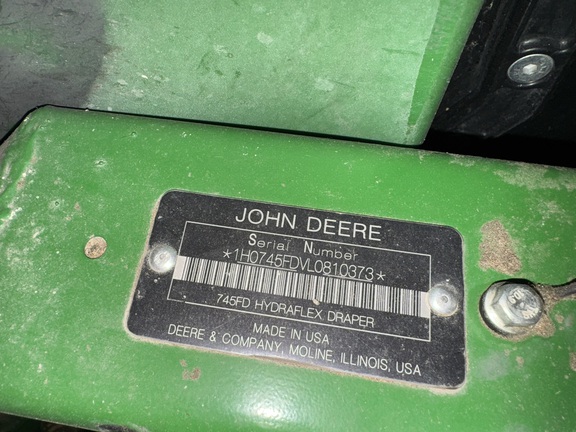 JOHN DEERE
Serial Number
*1H0745FDVL0810373*
745FD HYDRAFLEX DRAPER
MADE IN USA
DEERE & COMPANY, MOLINE, ILLINOIS, USA